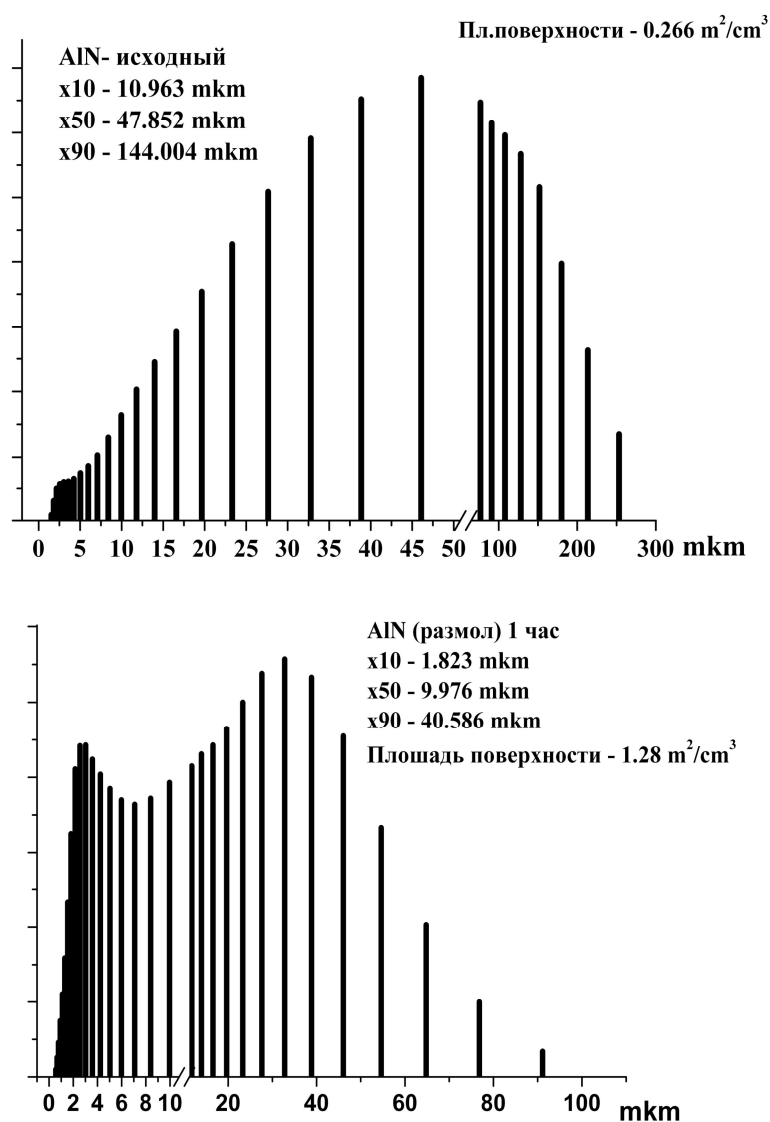 Пл.поверхности - 0.266 m²/cm³
AlN- исходный
x10 - 10.963 mkm
x50 - 47.852 mkm
x90 - 144.004 mkm
0 5 10 15 20 25 30 35 40 45 50 100 200 300 mkm
AlN (размол) 1 час
x10 - 1.823 mkm
x50 - 9.976 mkm
x90 - 40.586 mkm
Плошадь поверхности - 1.28 m²/cm³
0 2 4 6 8 10 20 40 60 80 100 mkm